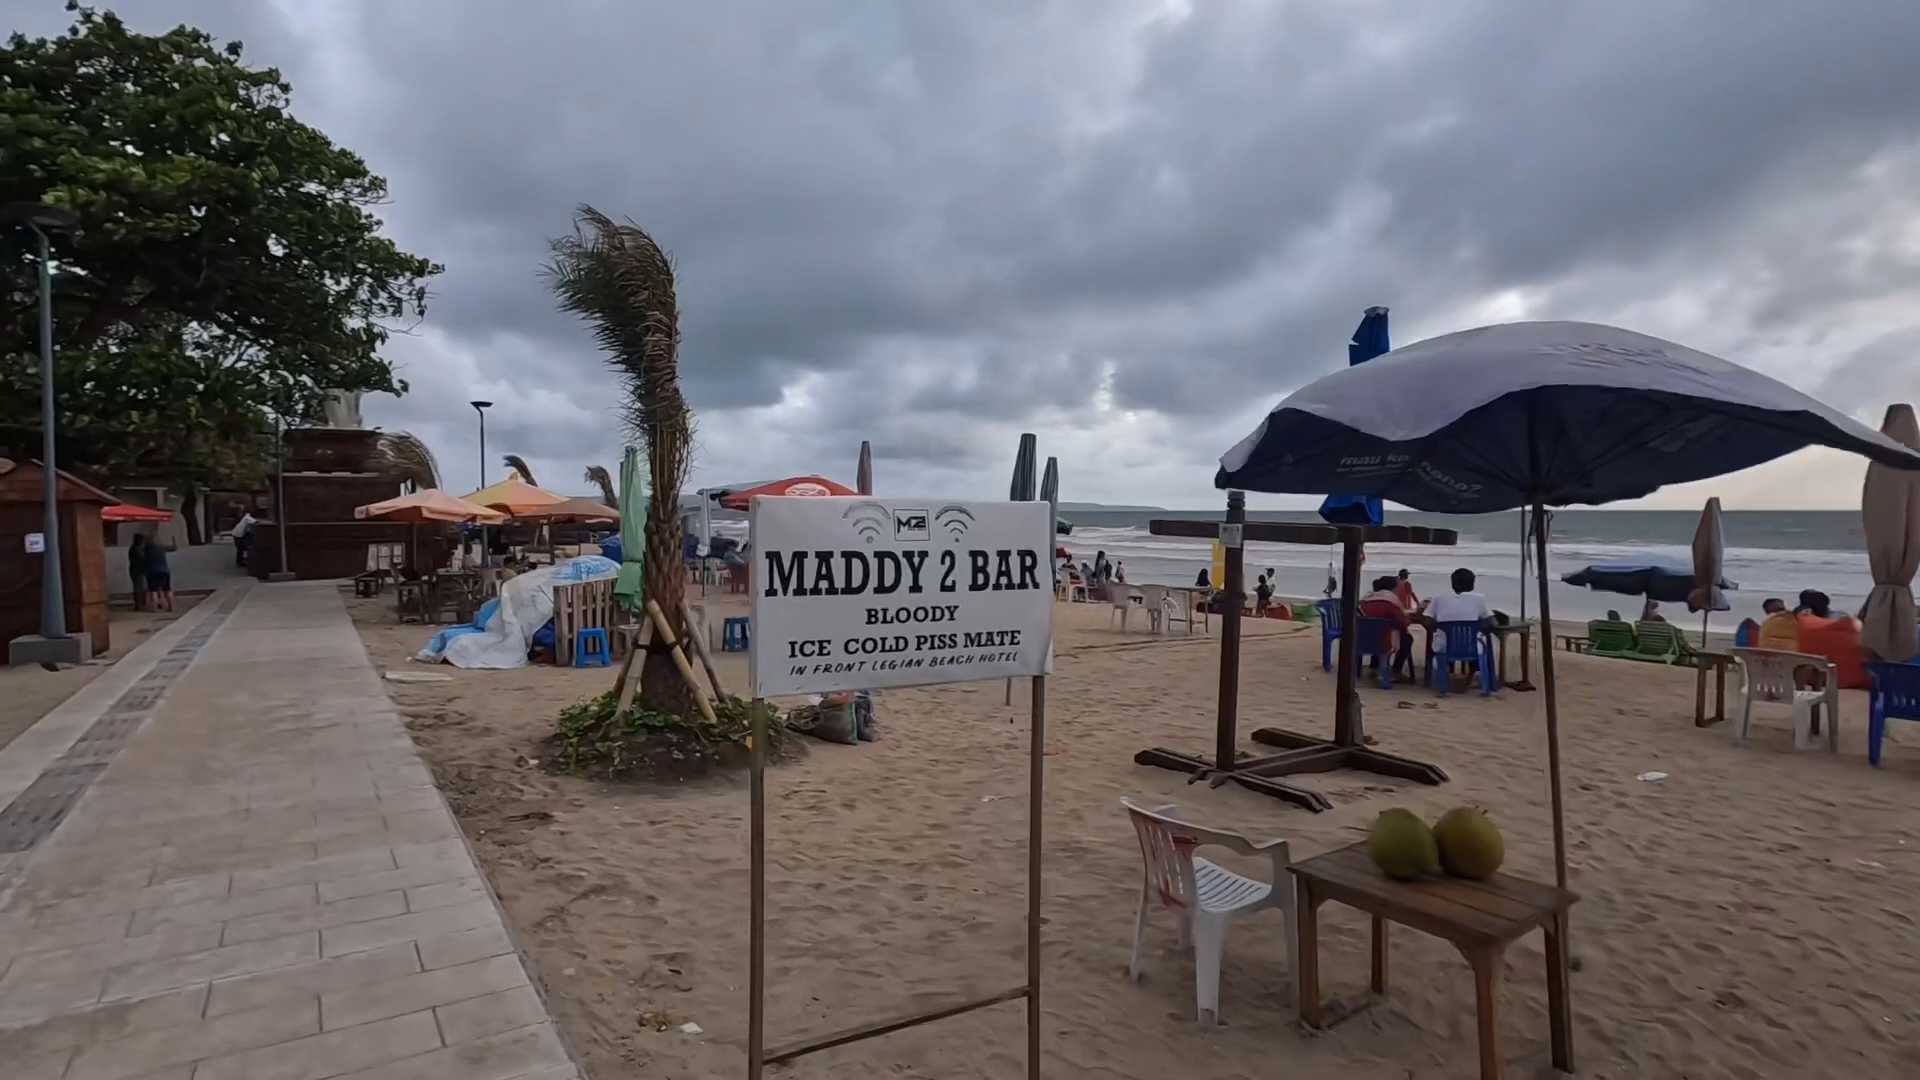 M2
MADDY 2 BAR
BLOODY
ICE COLD PISS MATE
IN FRONT LEGIAN BEACH HOTEL